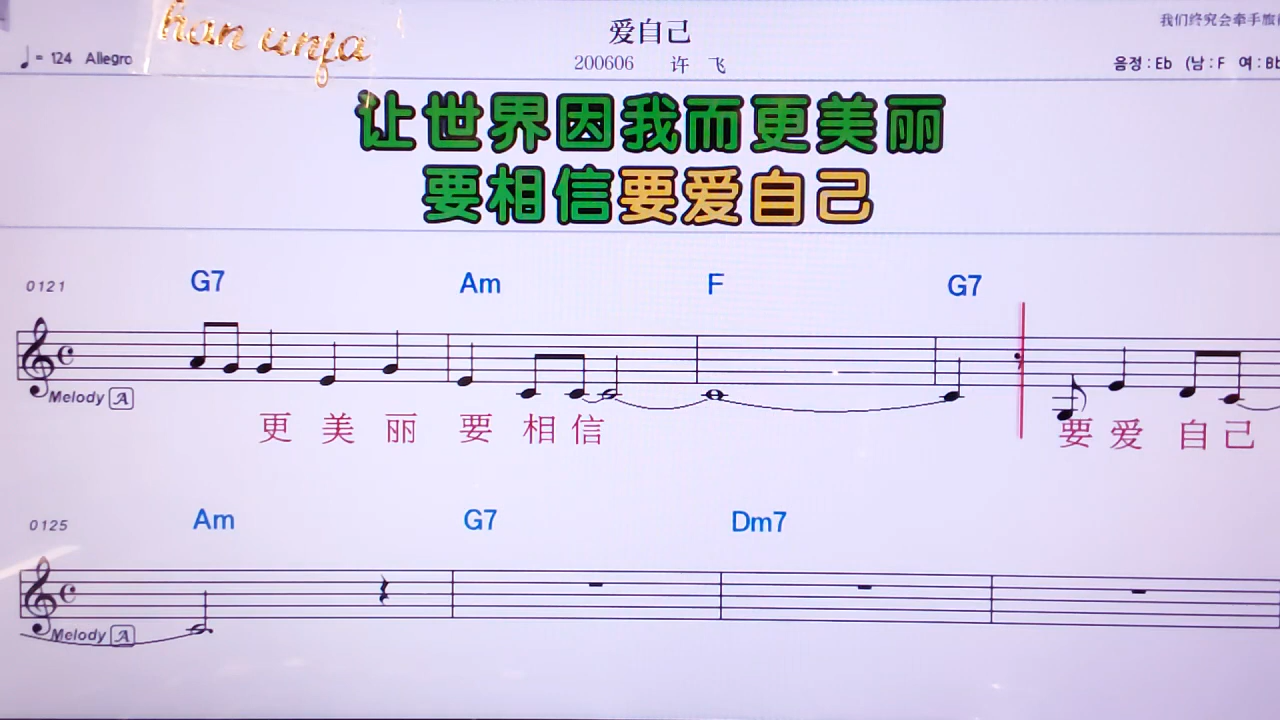 han unja
爱自己
我们终究会牵手旅
♩= 124 Allegro
200606 许 飞
음정 : Eb (남 : F 여 : Bb
让世界因我而更美丽
要相信要爱自己
0121 G7 Am F G7
Melody A
更 美 丽 要 相 信 要 爱 自 己
0125 Am G7 Dm7
Melody A